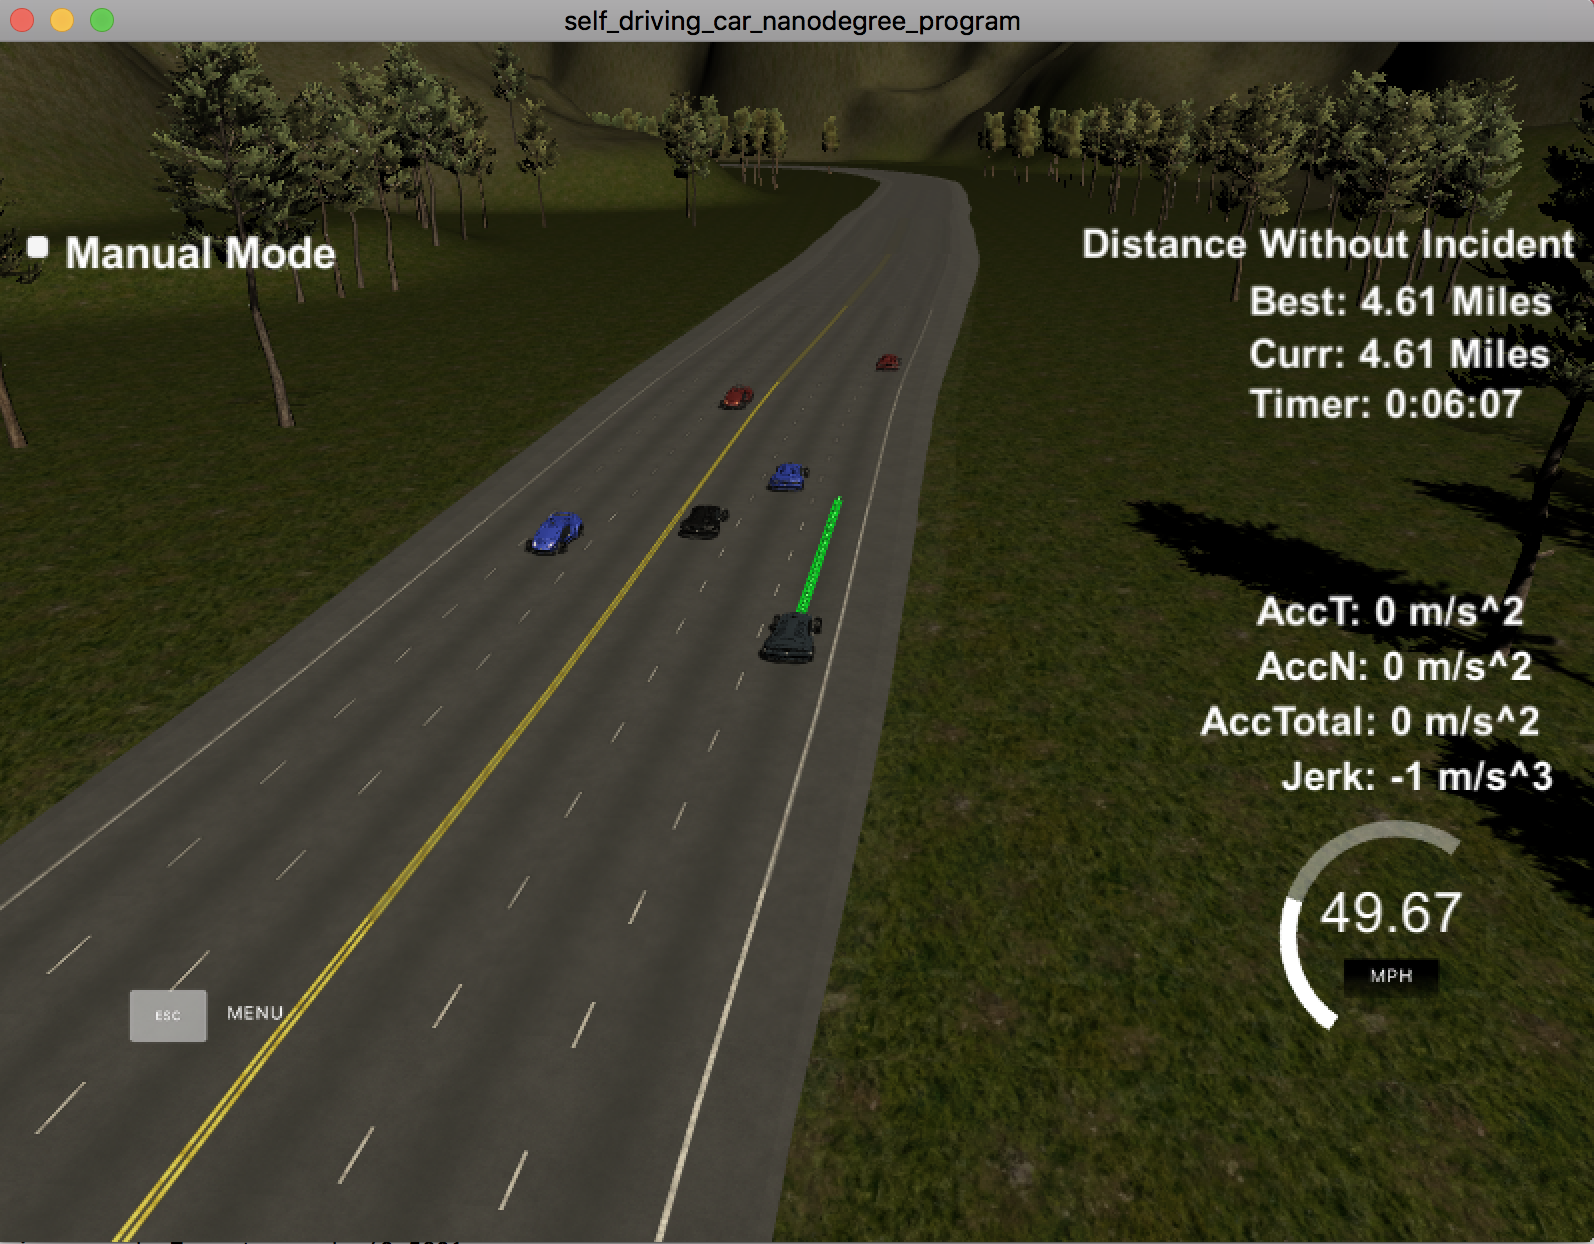 self_driving_car_nanodegree_program
Manual Mode
Distance Without Incident
Best: 4.61 Miles
Curr: 4.61 Miles
Timer: 0:06:07
AccT: 0 m/s^2
AccN: 0 m/s^2
AccTotal: 0 m/s^2
Jerk: -1 m/s^3
49.67
MPH
ESC MENU